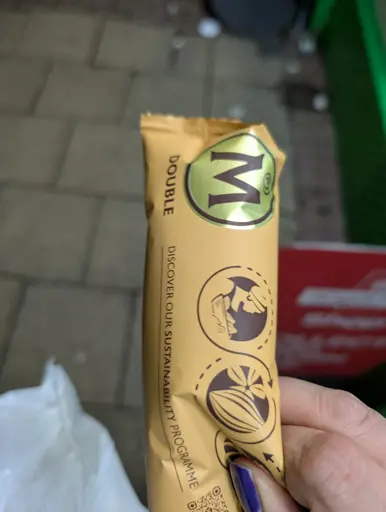 M
DOUBLE
DISCOVER OUR SUSTAINABILITY PROGRAMME